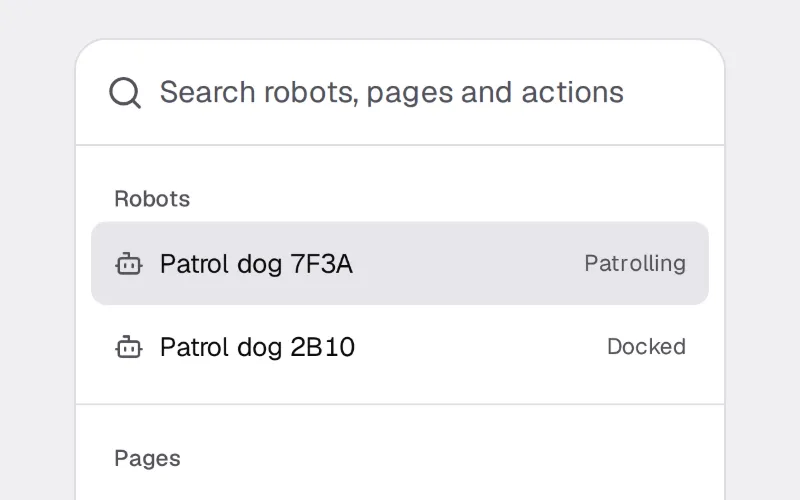 Search robots, pages and actions
Robots
Patrol dog 7F3A Patrolling
Patrol dog 2B10 Docked
Pages